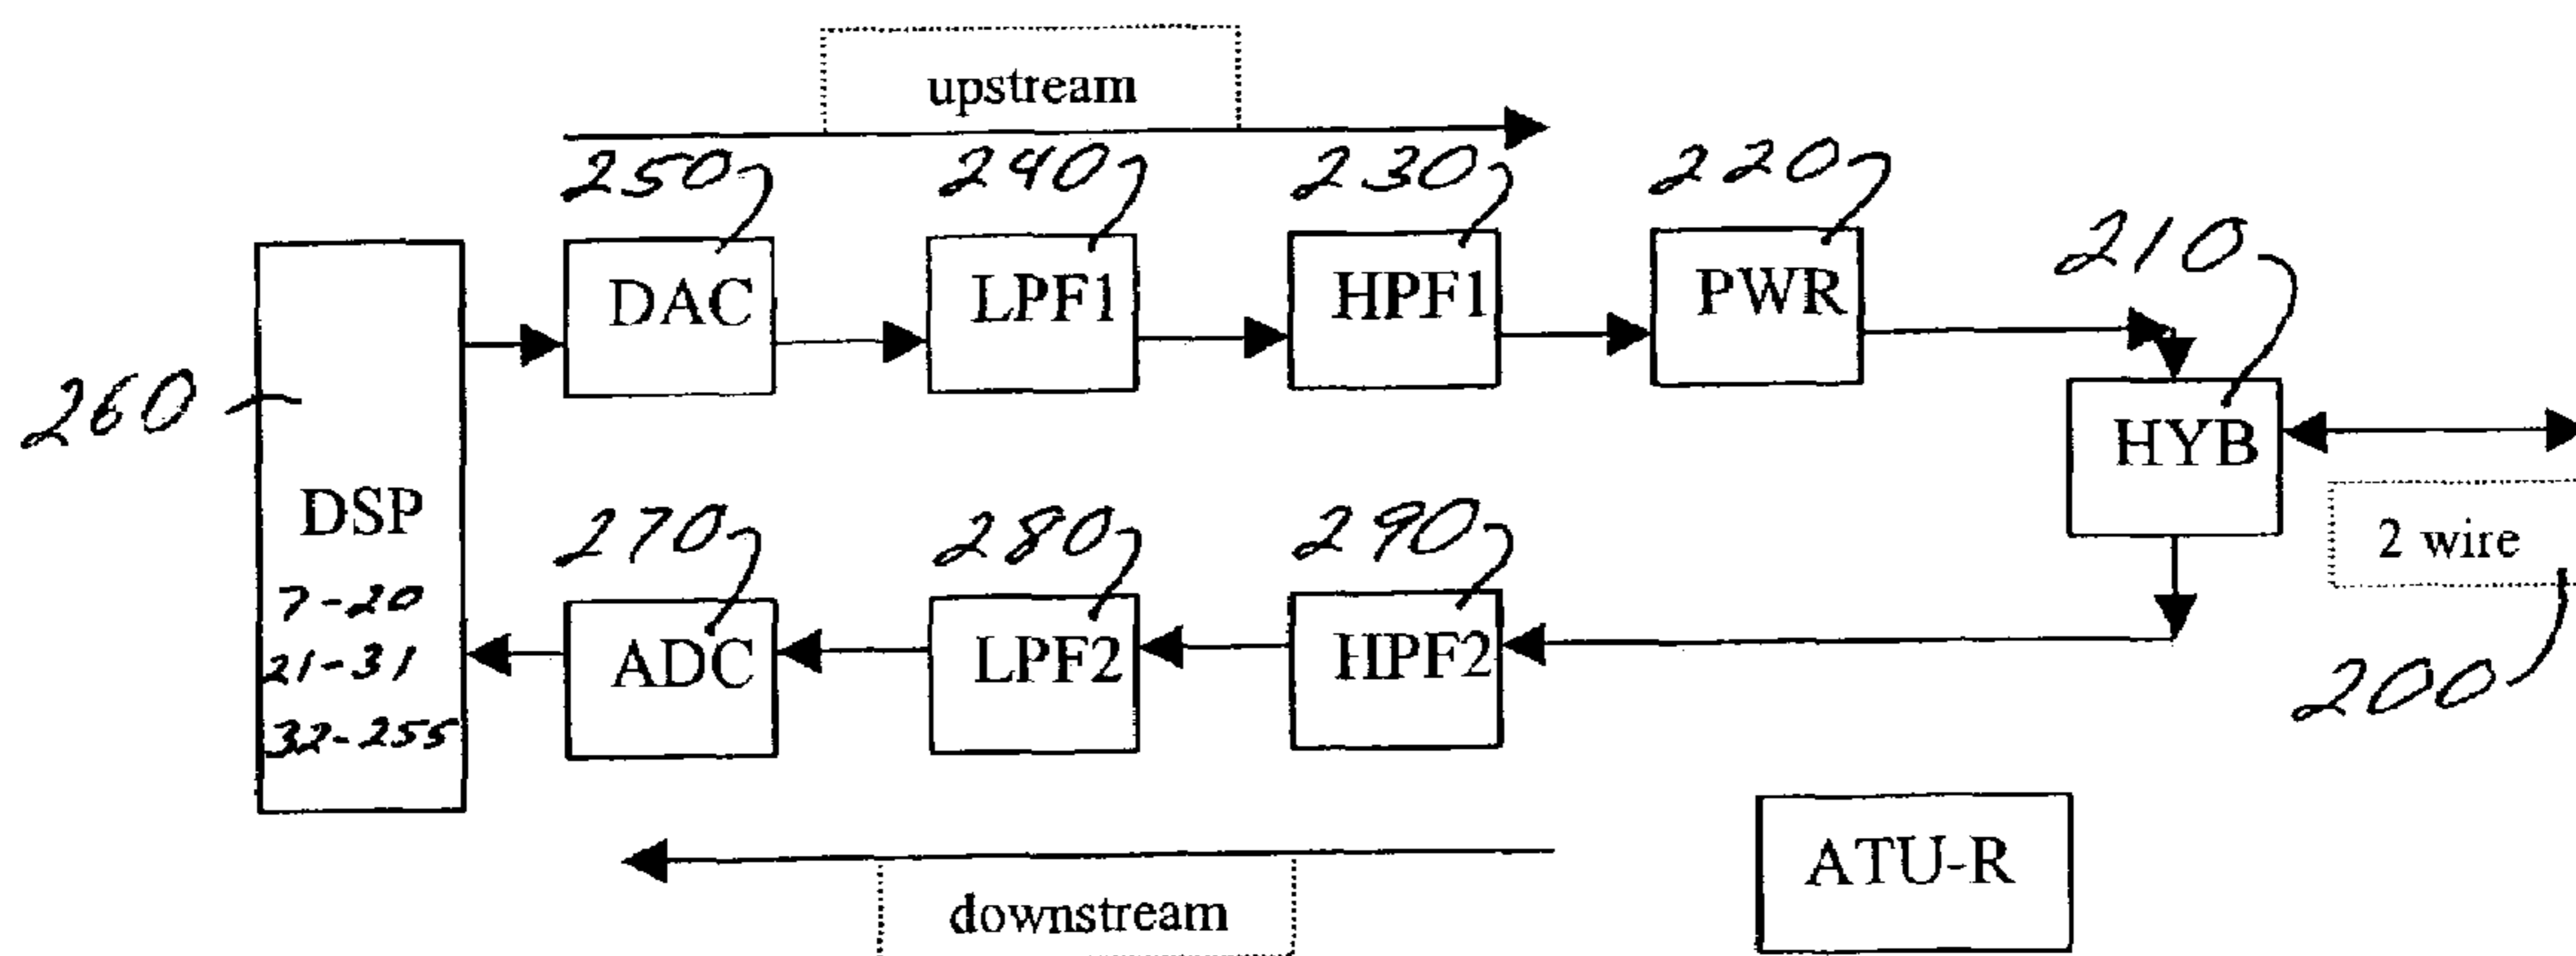 upstream
250
240
230
220
210
DAC
LPF1
HPF1
PWR
HYB
260
DSP
7-20
21-31
32-255
270
280
290
2 wire
200
ADC
LPF2
HPF2
ATU-R
downstream